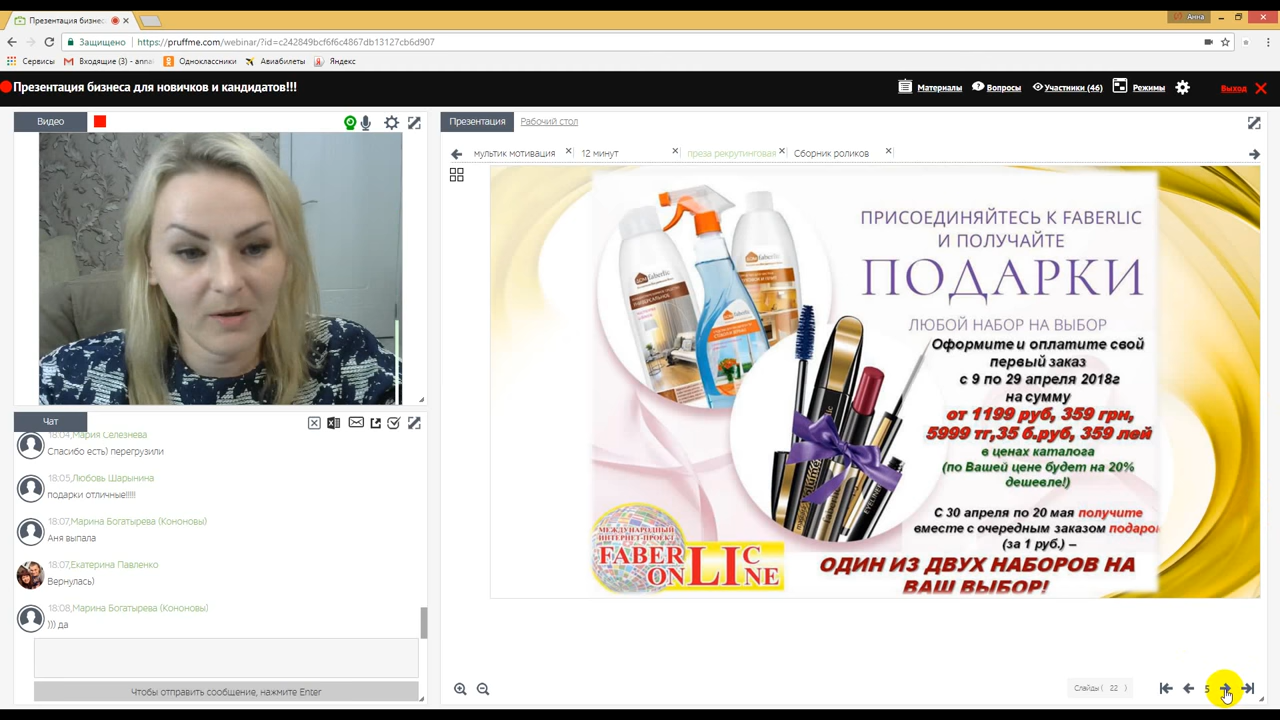 Презентация бизнес
Анна
Защищено
https://pruffme.com/webinar/?id=c242849bcf6f6c4867db13127cb6d907
Сервисы
Входящие (3) - anna
Одноклассники
Авиабилеты
Яндекс
Презентация бизнеса для новичков и кандидатов!!!
Материалы
Вопросы
Участники (46)
Режимы
Выход
Видео
Презентация
Рабочий стол
мультик мотивация
12 минут
преза рекрутинговая
Сборник роликов
ПРИСОЕДИНЯЙТЕСЬ К FABERLIC
И ПОЛУЧАЙТЕ
ПОДАРКИ
ЛЮБОЙ НАБОР НА ВЫБОР
Оформите и оплатите свой
первый заказ
с 9 по 29 апреля 2018г
на сумму
от 1199 руб, 359 грн,
5999 тг,35 б.руб, 359 лей
в ценах каталога
(по Вашей цене будет на 20%
дешевле!)
С 30 апреля по 20 мая получите
вместе с очередным заказом подарок
(за 1 руб.) –
ОДИН ИЗ ДВУХ НАБОРОВ НА
ВАШ ВЫБОР!
МЕЖДУНАРОДНЫЙ
ИНТЕРНЕТ-ПРОЕКТ
FABERLIC
ONLINE
Чат
18:04,Мария Селезнева
Спасибо есть) перегрузили
18:05,Любовь Шарынина
подарки отличные!!!!!
18:07,Марина Богатырева (Кононовы)
Аня выпала
18:07,Екатерина Павленко
Вернулась)
18:08,Марина Богатырева (Кононовы)
))) да
Чтобы отправить сообщение, нажмите Enter
Слайды ( 22 )
5